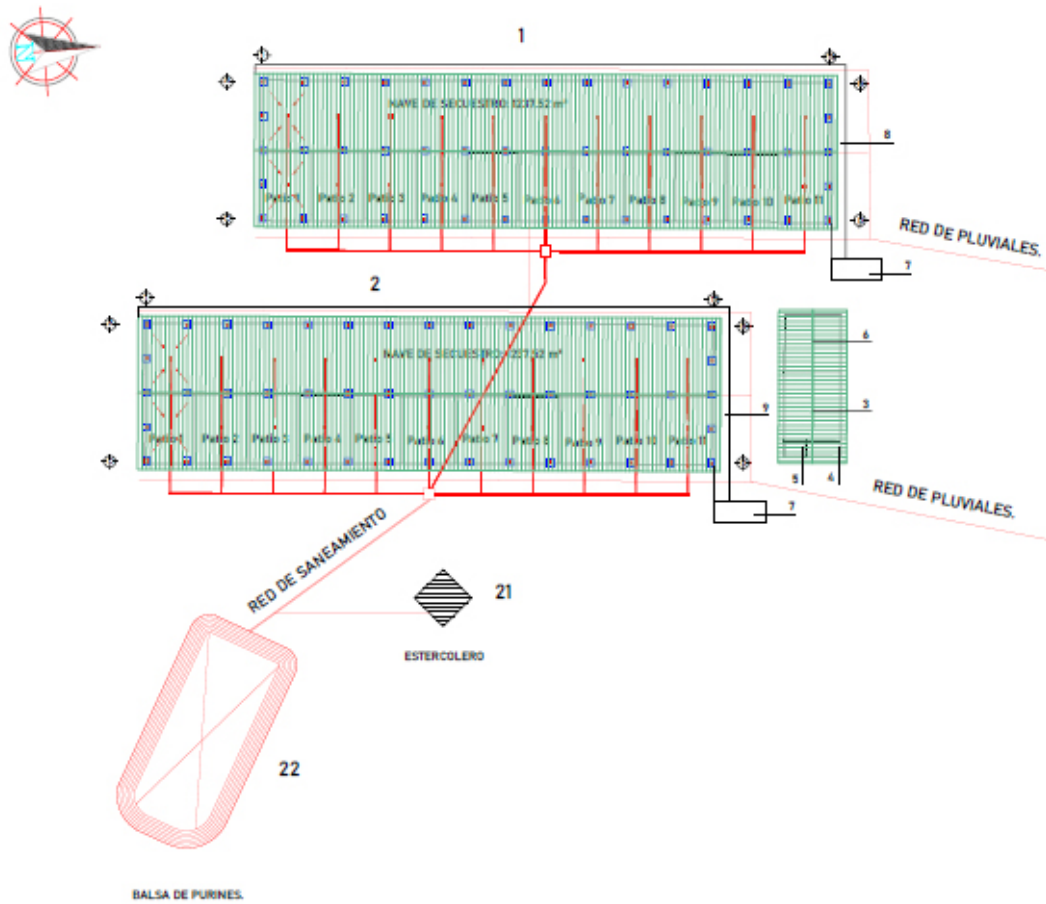 N
1
NAVE DE SECUESTRO: 1237.52 m²
8
Patio 1 Patio 2 Patio 3 Patio 4 Patio 5 Patio 6 Patio 7 Patio 8 Patio 9 Patio 10 Patio 11
RED DE PLUVIALES.
7
2
NAVE DE SECUESTRO: 1237.52 m²
6
3
9
Patio 1 Patio 2 Patio 3 Patio 4 Patio 5 Patio 6 Patio 7 Patio 8 Patio 9 Patio 10 Patio 11
5 4
RED DE PLUVIALES.
7
RED DE SANEAMIENTO
21
ESTERCOLERO
22
BALSA DE PURINES.